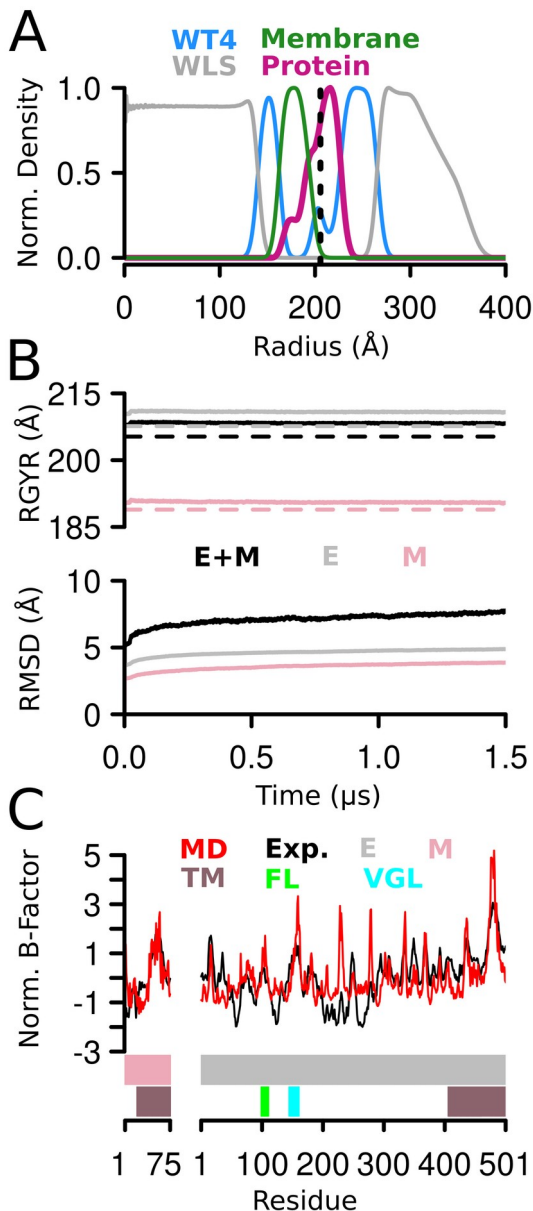 A
WT4 Membrane
WLS Protein
Norm. Density
1.0
0.5
0.0
0 100 200 300 400
Radius (Å)
B
RGYR (Å)
215
200
185
E+M E M
RMSD (Å)
10
5
0
0.0 0.5 1.0 1.5
Time (µs)
C
MD Exp. E M
TM FL VGL
Norm. B-Factor
5
3
1
-1
-3
1 75 1 100 200 300 400 501
Residue